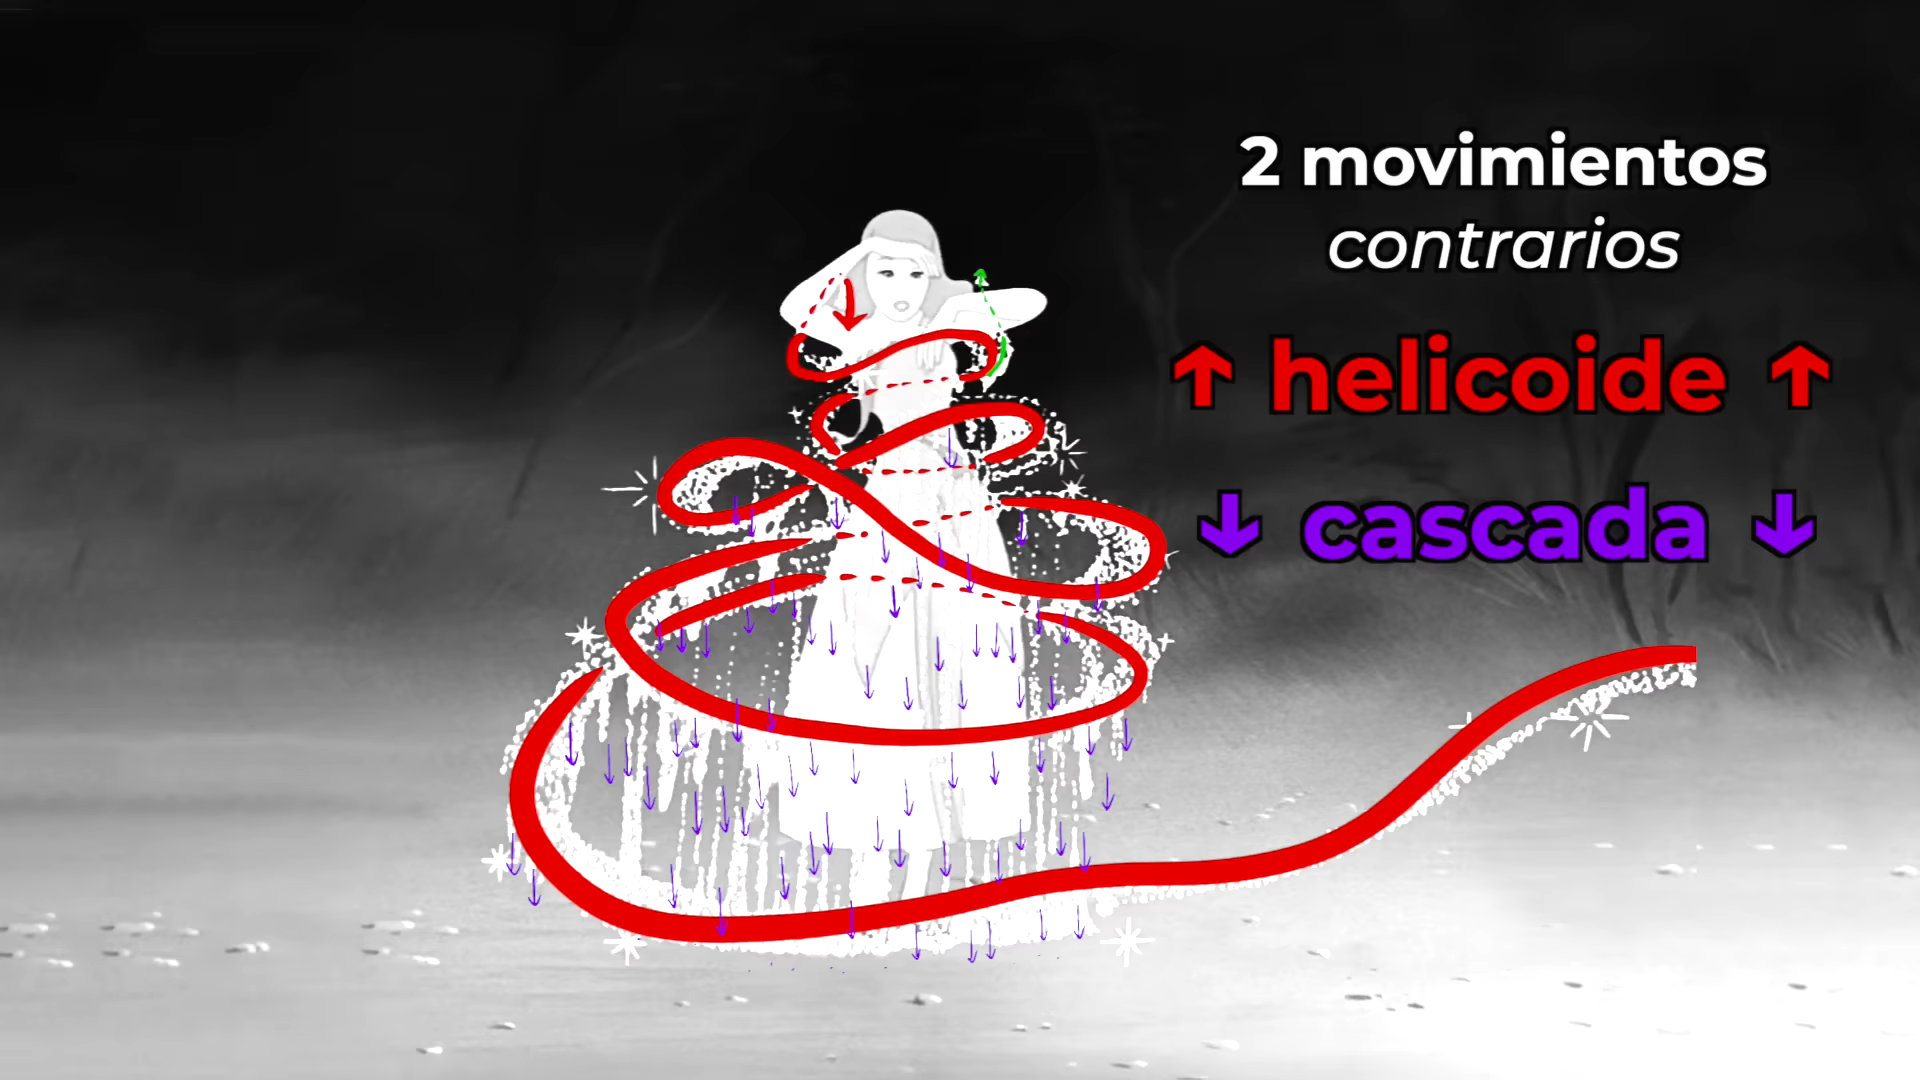 2 movimientos
contrarios
↑ helicoide ↑
↓ cascada ↓